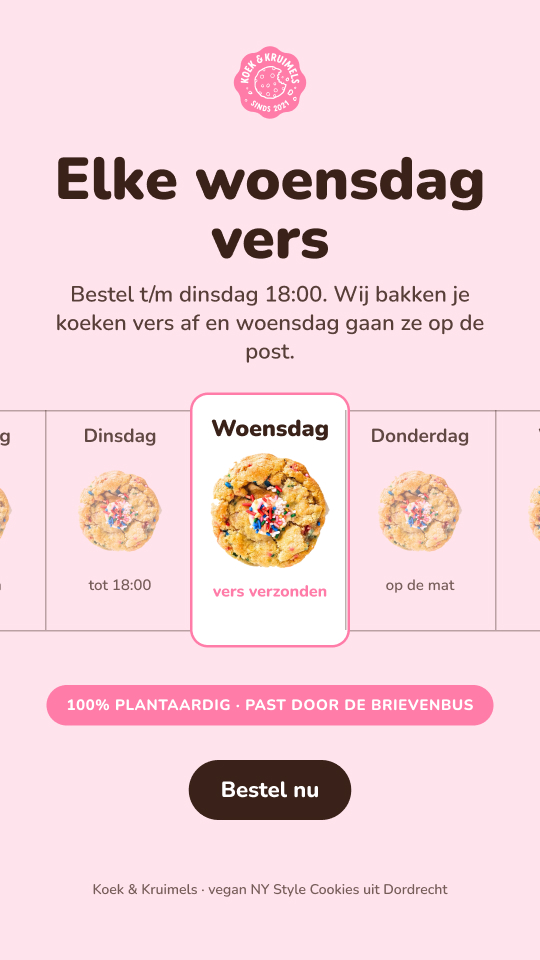 KOEK & KRUIMELS
SINDS 2021
Elke woensdag
vers
Bestel t/m dinsdag 18:00. Wij bakken je
koeken vers af en woensdag gaan ze op de
post.
Dinsdag
Woensdag
Donderdag
tot 18:00
vers verzonden
op de mat
100% PLANTAARDIG · PAST DOOR DE BRIEVENBUS
Bestel nu
Koek & Kruimels · vegan NY Style Cookies uit Dordrecht